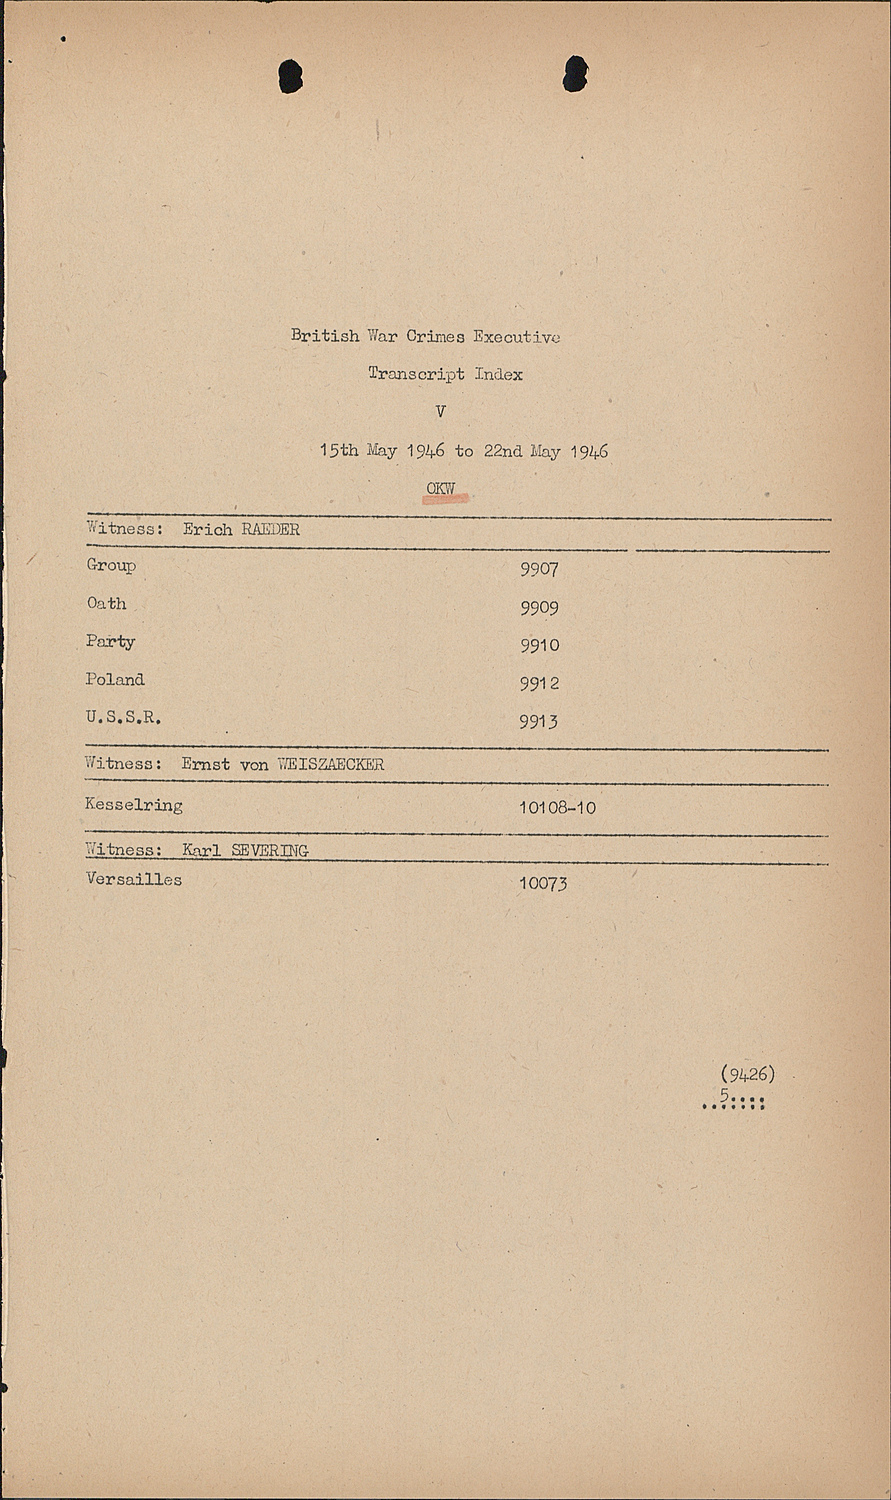 British War Crimes Executive
Transcript Index
V
15th May 1946 to 22nd May 1946
OKW
Witness: Erich RAEDER
Group 9907
Oath 9909
Party 9910
Poland 9912
U.S.S.R. 9913
Witness: Ernst von WEISZAECKER
Kesselring 10108-10
Witness: Karl SEVERING
Versailles 10073
(9426)
5::::